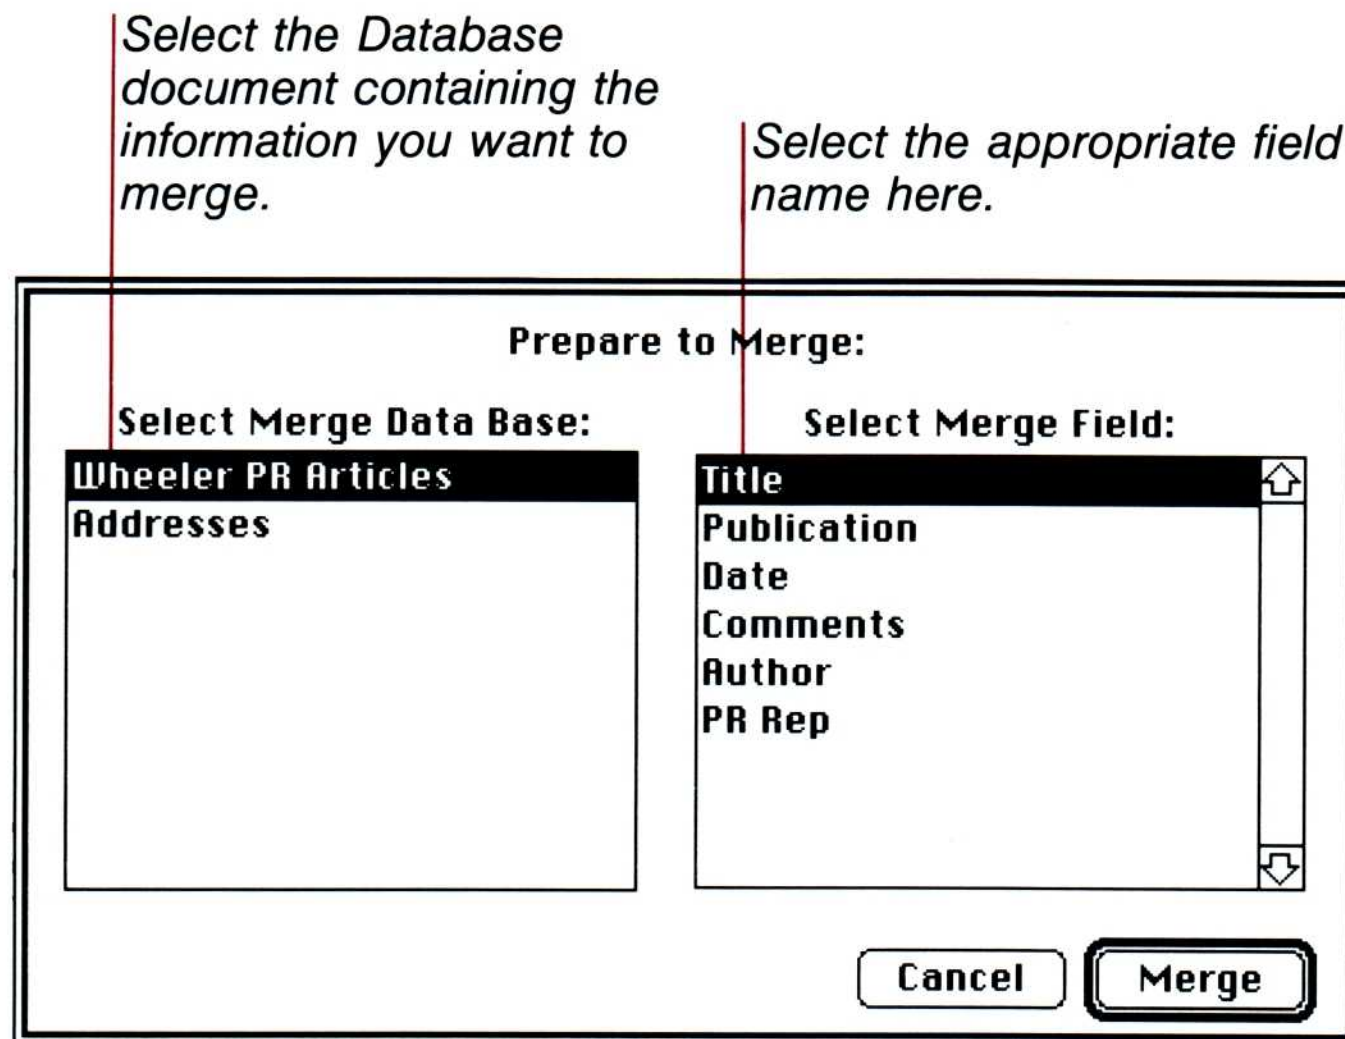 Select the Database
document containing the
information you want to
merge.
Select the appropriate field
name here.
Prepare to Merge:
Select Merge Data Base:
Wheeler PR Articles
Addresses
Select Merge Field:
Title
Publication
Date
Comments
Author
PR Rep
Cancel
Merge